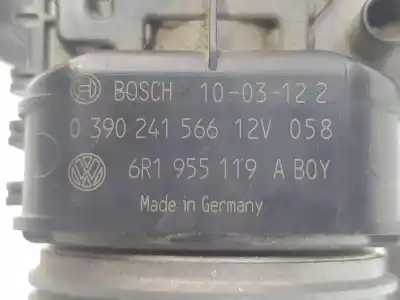 BOSCH 10-03-12 2
0 390 241 566 12V 058
6R1 955 119 A BOY
Made in Germany